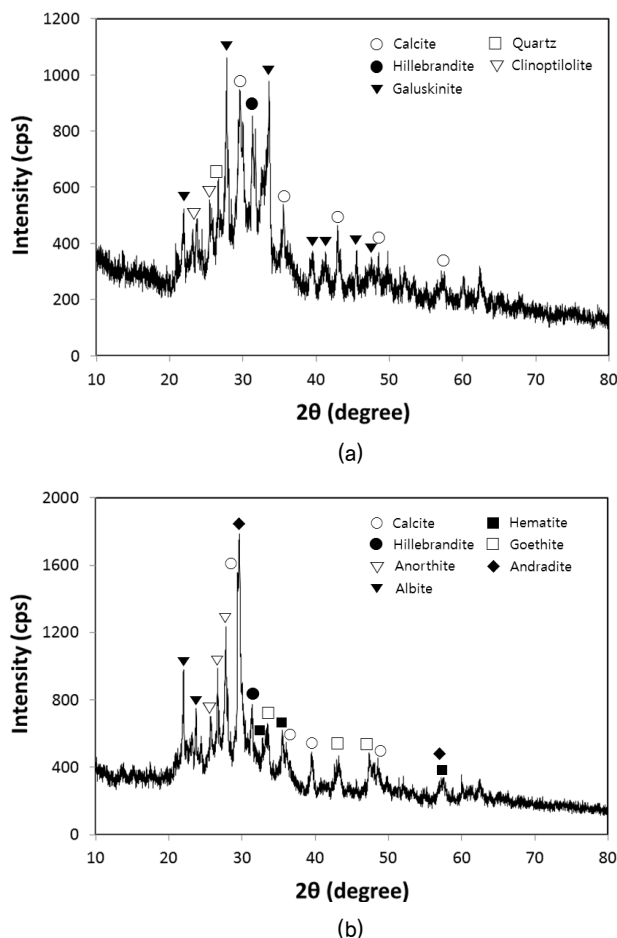 Intensity (cps)
1200
1000
800
600
400
200
0
○ Calcite □ Quartz
● Hillebrandite ▽ Clinoptilolite
▼ Galuskinite
10 20 30 40 50 60 70 80
2θ (degree)
(a)
Intensity (cps)
2000
1600
1200
800
400
0
○ Calcite ■ Hematite
● Hillebrandite □ Goethite
▽ Anorthite ◆ Andradite
▼ Albite
10 20 30 40 50 60 70 80
2θ (degree)
(b)